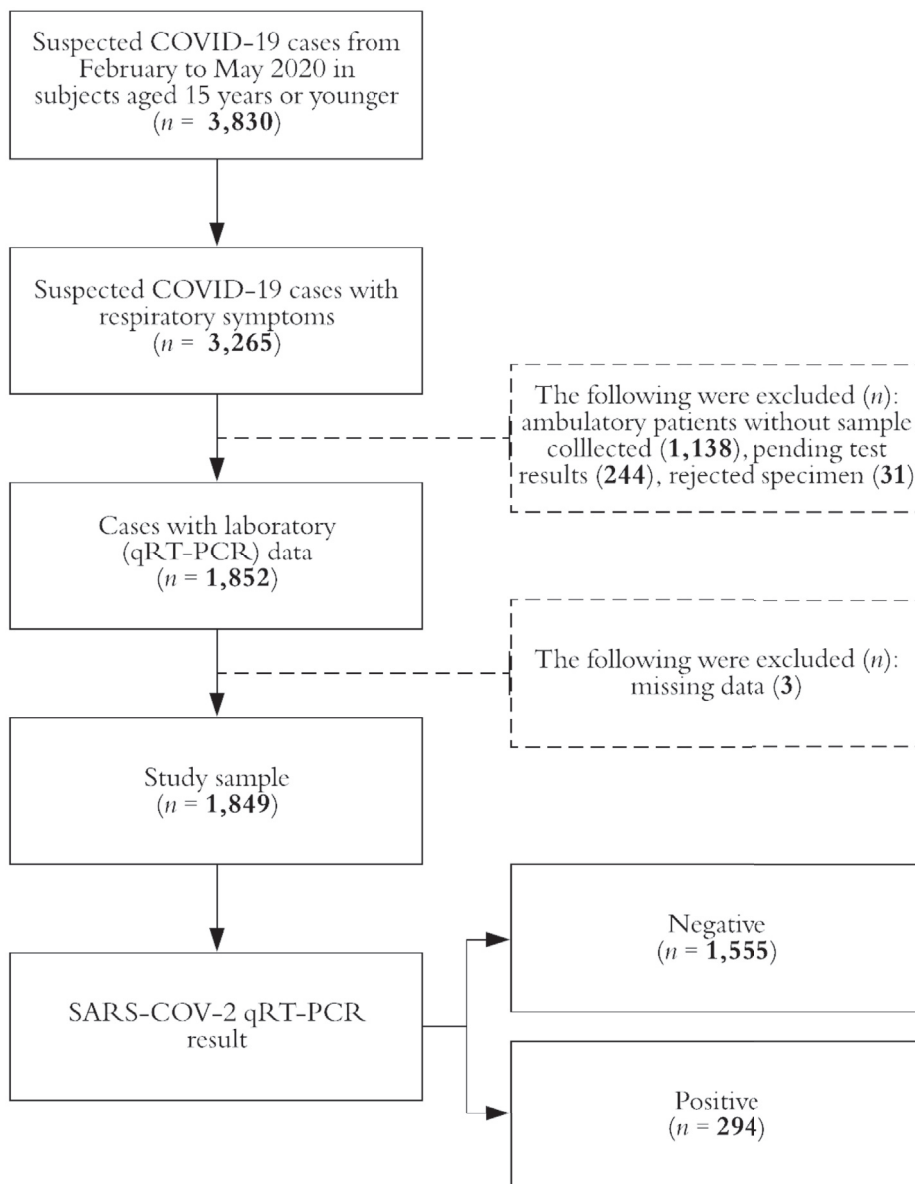 Suspected COVID-19 cases from
February to May 2020 in
subjects aged 15 years or younger
(n = 3,830)
Suspected COVID-19 cases with
respiratory symptoms
(n = 3,265)
The following were excluded (n):
ambulatory patients without sample
colllected (1,138), pending test
results (244), rejected specimen (31)
Cases with laboratory
(qRT-PCR) data
(n = 1,852)
The following were excluded (n):
missing data (3)
Study sample
(n = 1,849)
Negative
(n = 1,555)
SARS-COV-2 qRT-PCR
result
Positive
(n = 294)